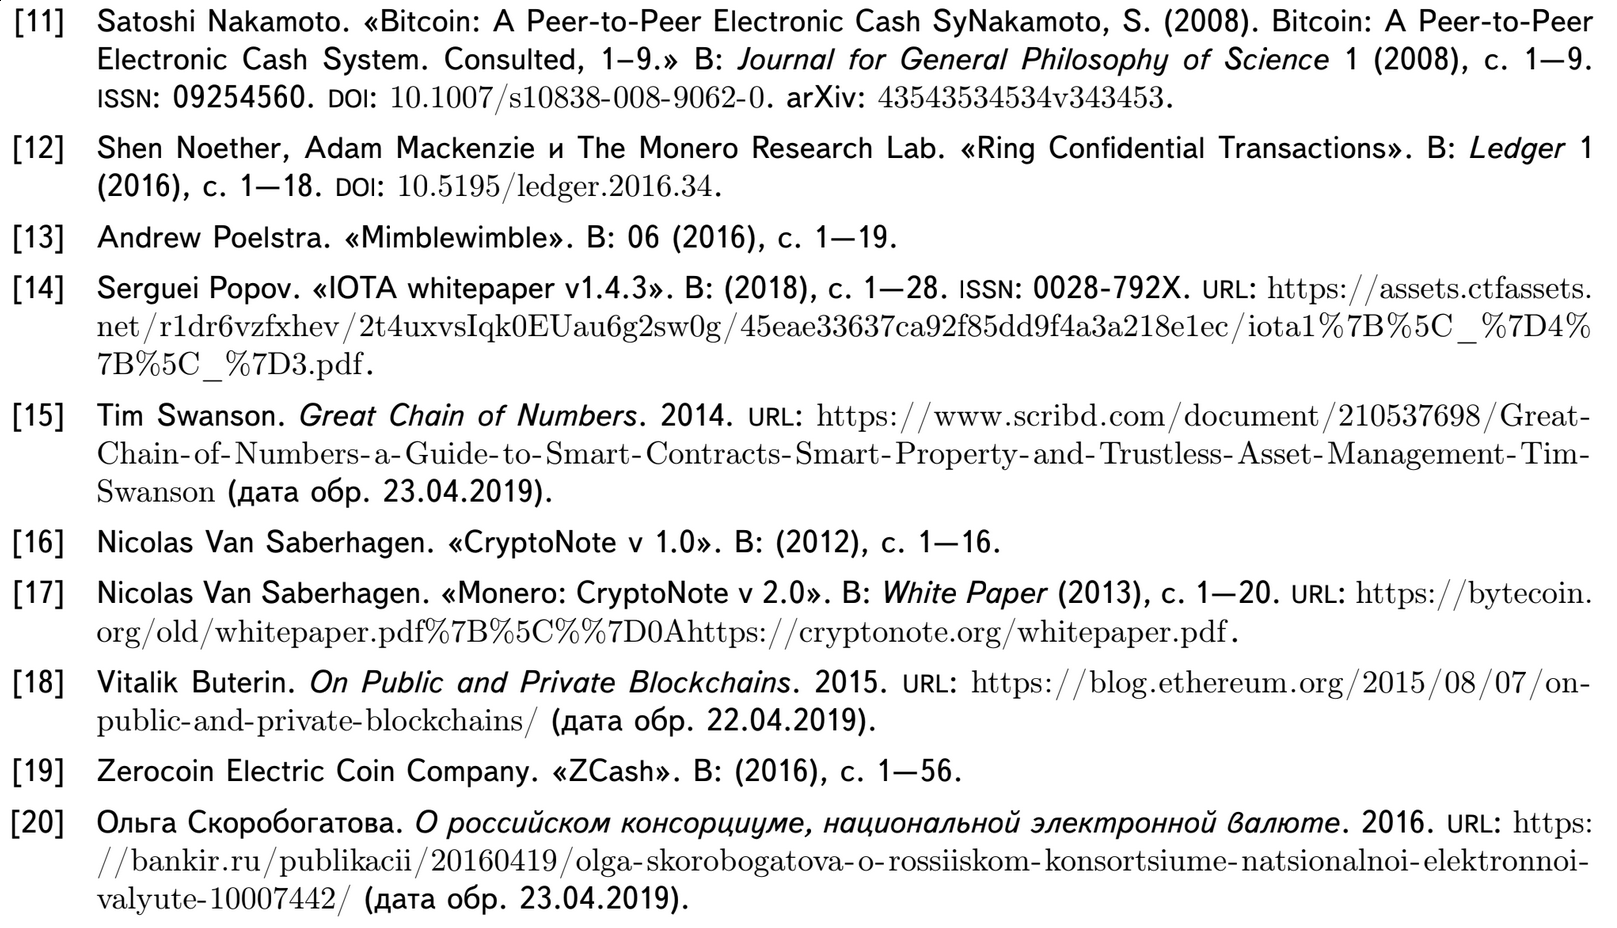 [11] Satoshi Nakamoto. «Bitcoin: A Peer-to-Peer Electronic Cash SyNakamoto, S. (2008). Bitcoin: A Peer-to-Peer
Electronic Cash System. Consulted, 1–9.» В: Journal for General Philosophy of Science 1 (2008), с. 1—9.
ISSN: 09254560. DOI: 10.1007/s10838-008-9062-0. arXiv: 43543534534v343453.
[12] Shen Noether, Adam Mackenzie и The Monero Research Lab. «Ring Confidential Transactions». В: Ledger 1
(2016), с. 1—18. DOI: 10.5195/ledger.2016.34.
[13] Andrew Poelstra. «Mimblewimble». В: 06 (2016), с. 1—19.
[14] Serguei Popov. «IOTA whitepaper v1.4.3». В: (2018), с. 1—28. ISSN: 0028-792X. URL: https://assets.ctfassets.
net/r1dr6vzfxhev/2t4uxvsIqk0EUau6g2sw0g/45eae33637ca92f85dd9f4a3a218e1ec/iota1%7B%5C_%7D4%
7B%5C_%7D3.pdf.
[15] Tim Swanson. Great Chain of Numbers. 2014. URL: https://www.scribd.com/document/210537698/Great-
Chain-of-Numbers-a-Guide-to-Smart-Contracts-Smart-Property-and-Trustless-Asset-Management-Tim-
Swanson (дата обр. 23.04.2019).
[16] Nicolas Van Saberhagen. «CryptoNote v 1.0». В: (2012), с. 1—16.
[17] Nicolas Van Saberhagen. «Monero: CryptoNote v 2.0». В: White Paper (2013), с. 1—20. URL: https://bytecoin.
org/old/whitepaper.pdf%7B%5C%%7D0Ahttps://cryptonote.org/whitepaper.pdf.
[18] Vitalik Buterin. On Public and Private Blockchains. 2015. URL: https://blog.ethereum.org/2015/08/07/on-
public-and-private-blockchains/ (дата обр. 22.04.2019).
[19] Zerocoin Electric Coin Company. «ZCash». В: (2016), с. 1—56.
[20] Ольга Скоробогатова. О российском консорциуме, национальной электронной валюте. 2016. URL: https:
//bankir.ru/publikacii/20160419/olga-skorobogatova-o-rossiiskom-konsortsiume-natsionalnoi-elektronnoi-
valyute-10007442/ (дата обр. 23.04.2019).